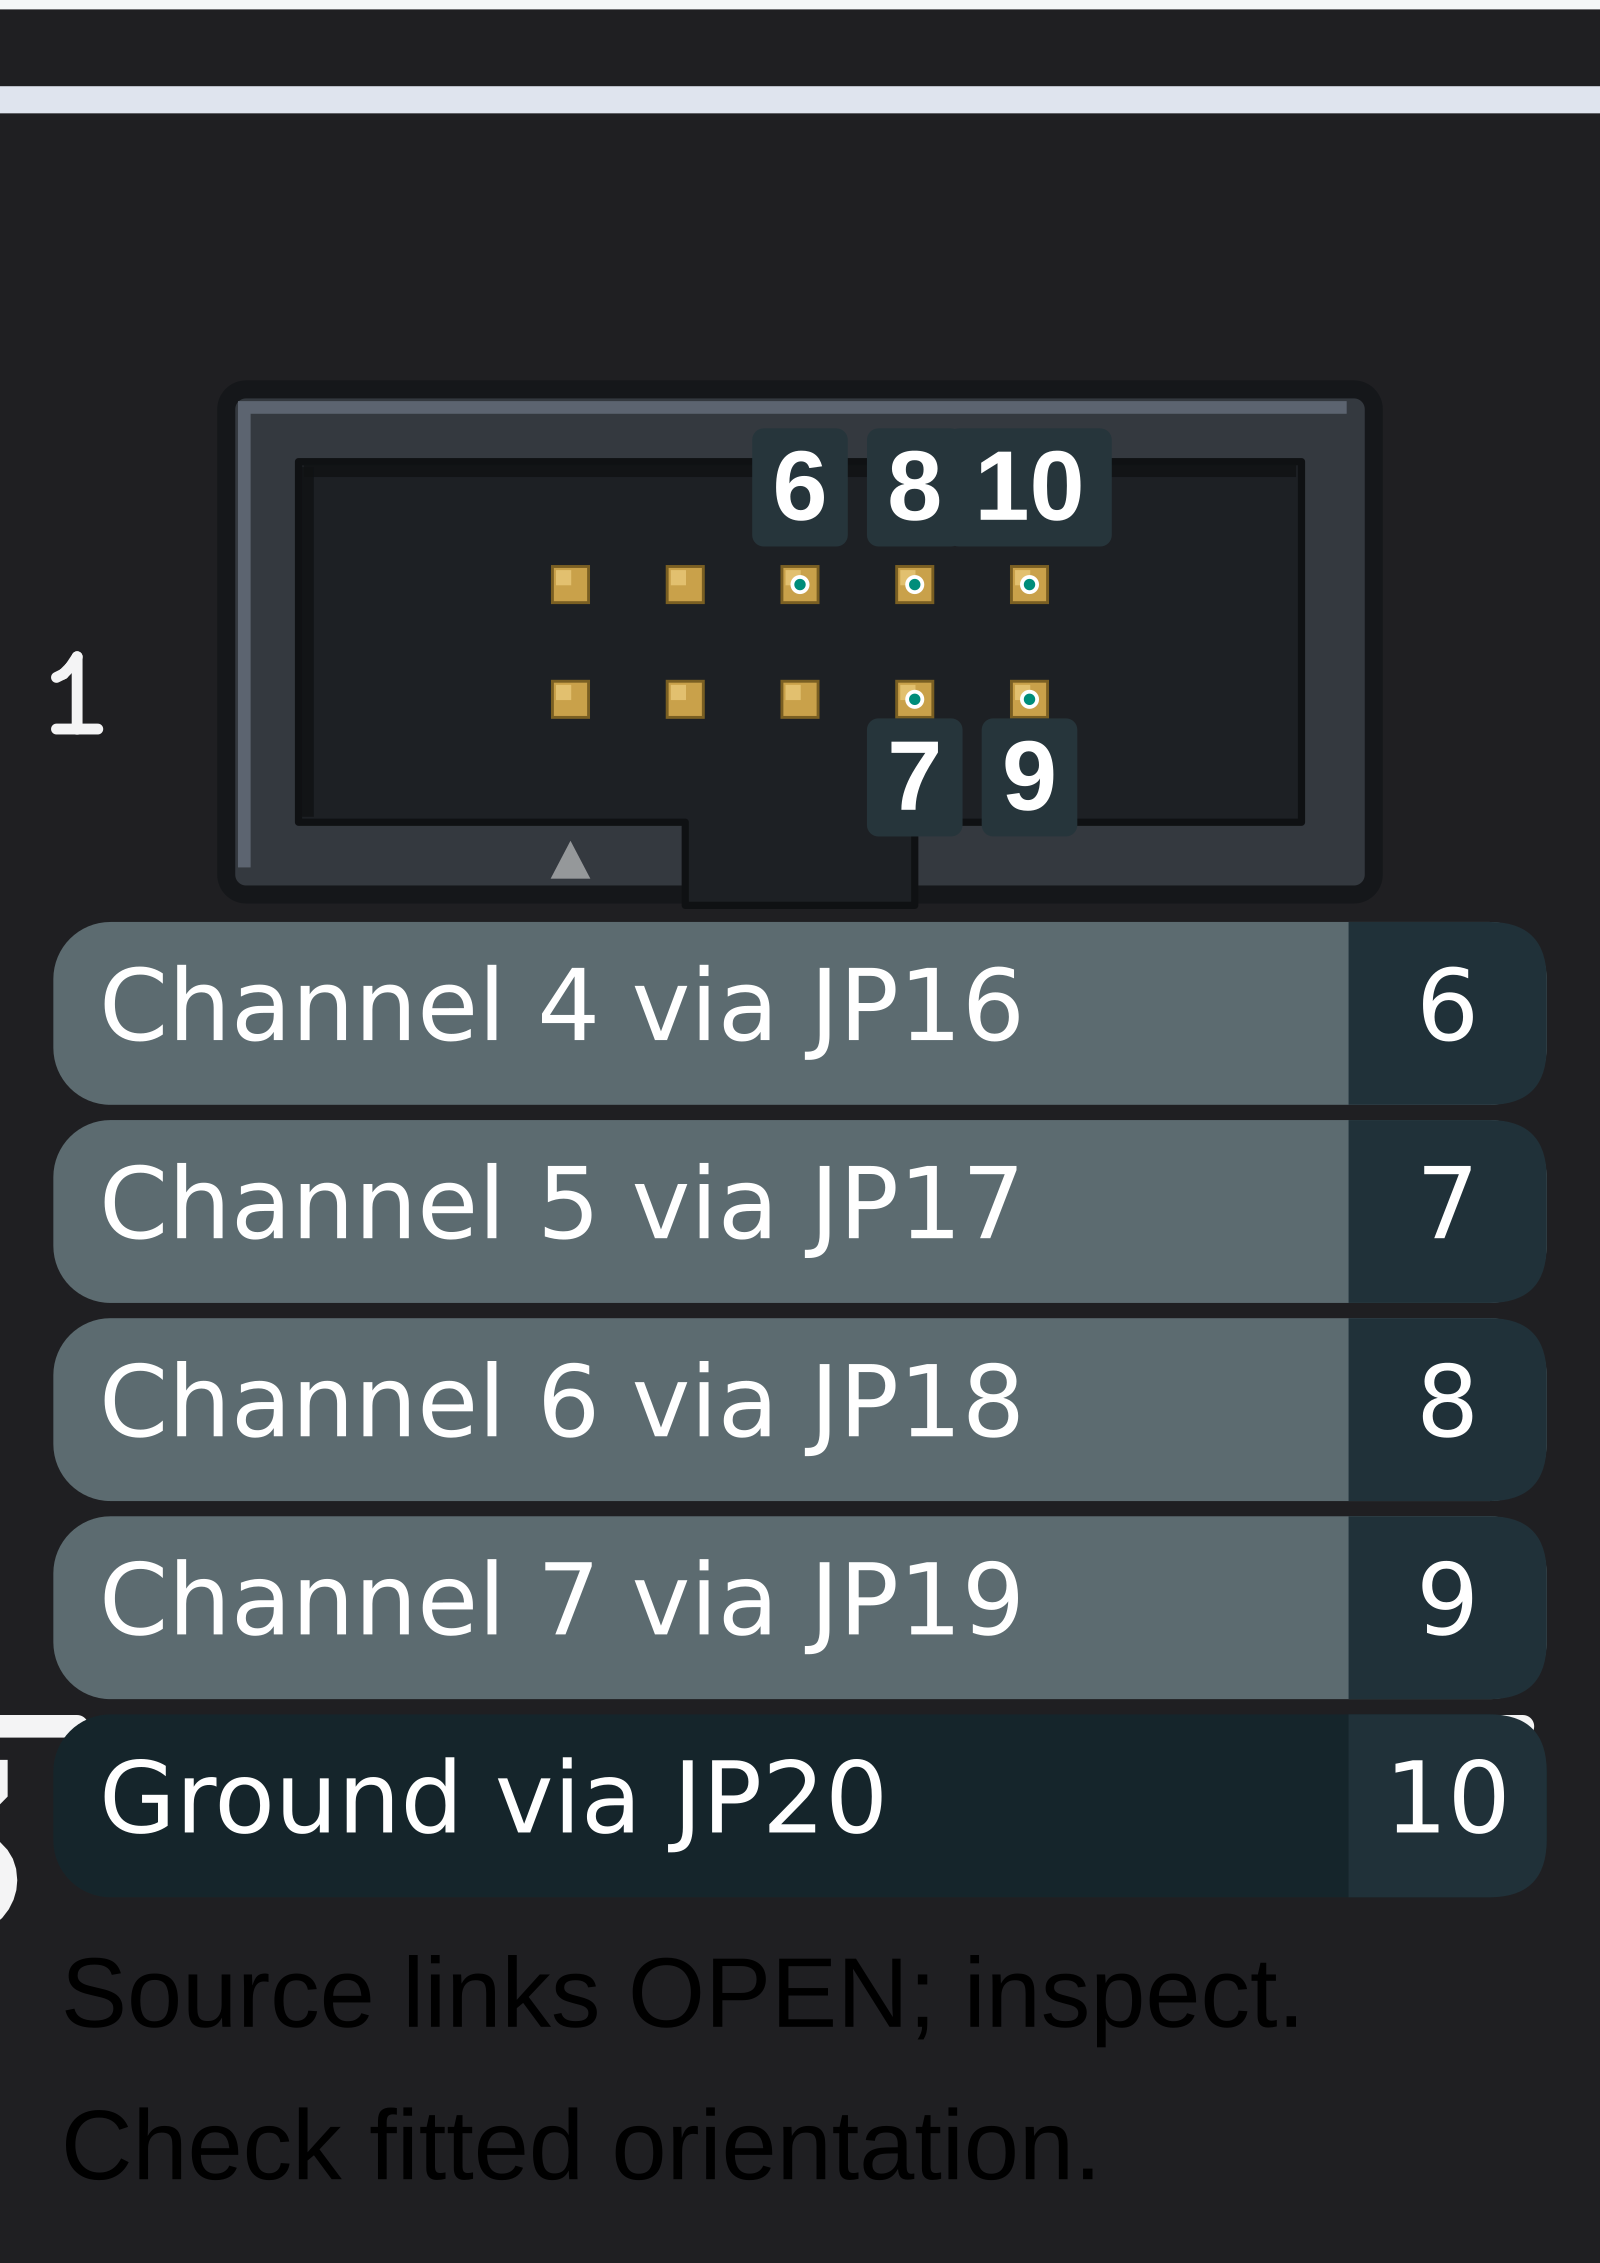 6 8 10
1
7 9
Channel 4 via JP16 6
Channel 5 via JP17 7
Channel 6 via JP18 8
Channel 7 via JP19 9
Ground via JP20 10
Source links OPEN; inspect.
Check fitted orientation.